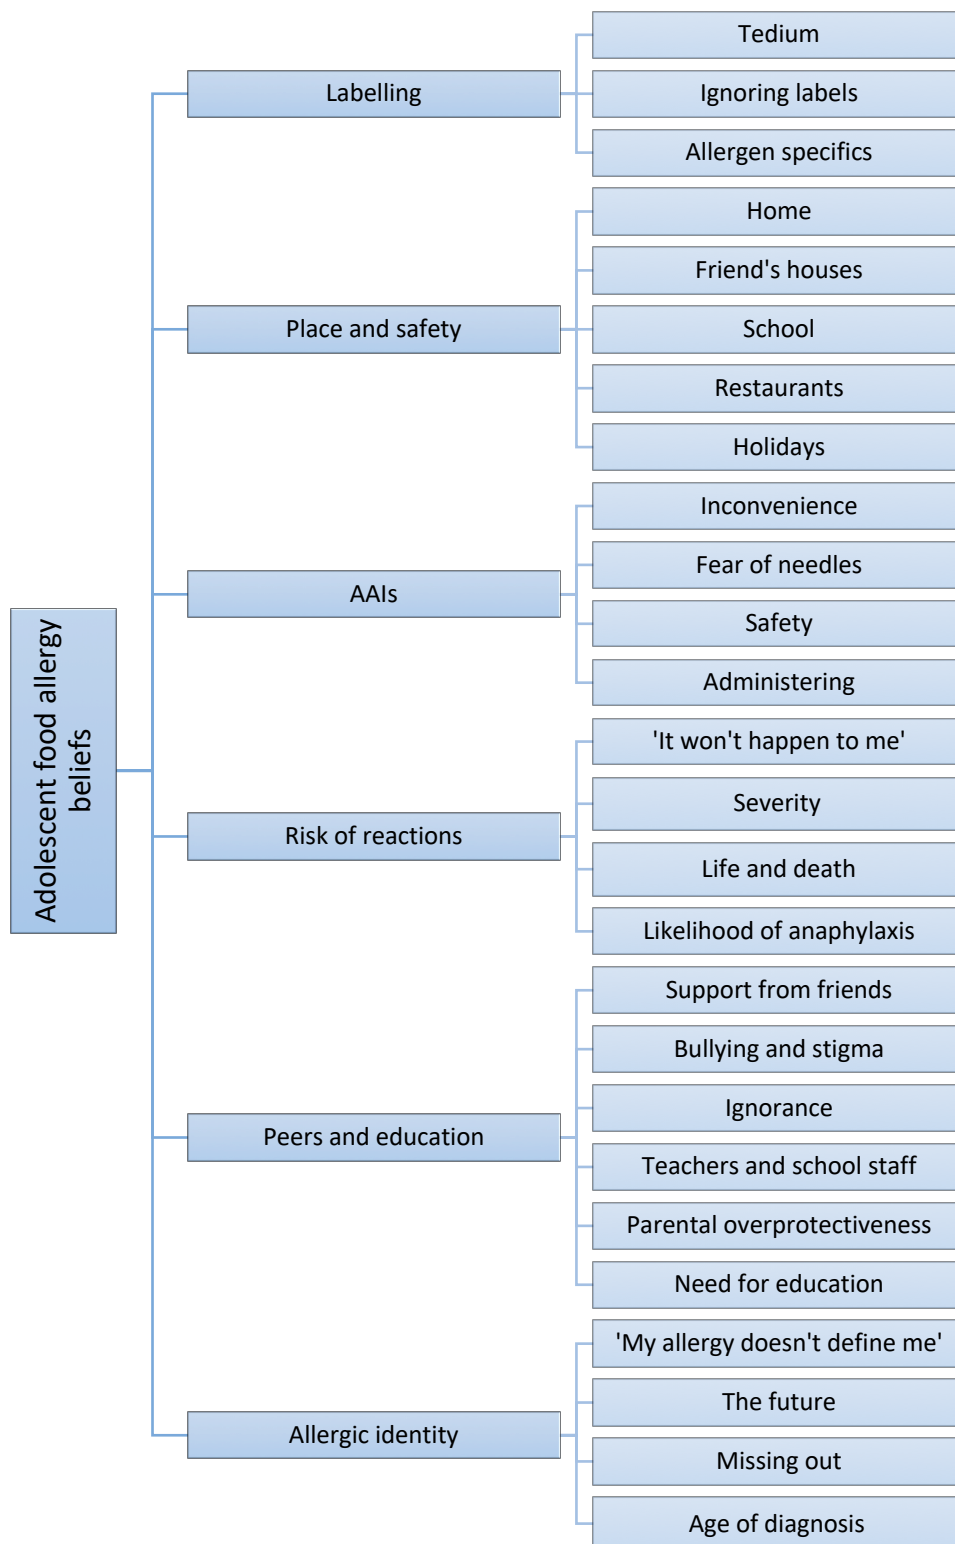 Adolescent food allergy
beliefs
Labelling
Tedium
Ignoring labels
Allergen specifics
Place and safety
Home
Friend's houses
School
Restaurants
Holidays
AAIs
Inconvenience
Fear of needles
Safety
Administering
Risk of reactions
'It won't happen to me'
Severity
Life and death
Likelihood of anaphylaxis
Peers and education
Support from friends
Bullying and stigma
Ignorance
Teachers and school staff
Parental overprotectiveness
Need for education
Allergic identity
'My allergy doesn't define me'
The future
Missing out
Age of diagnosis